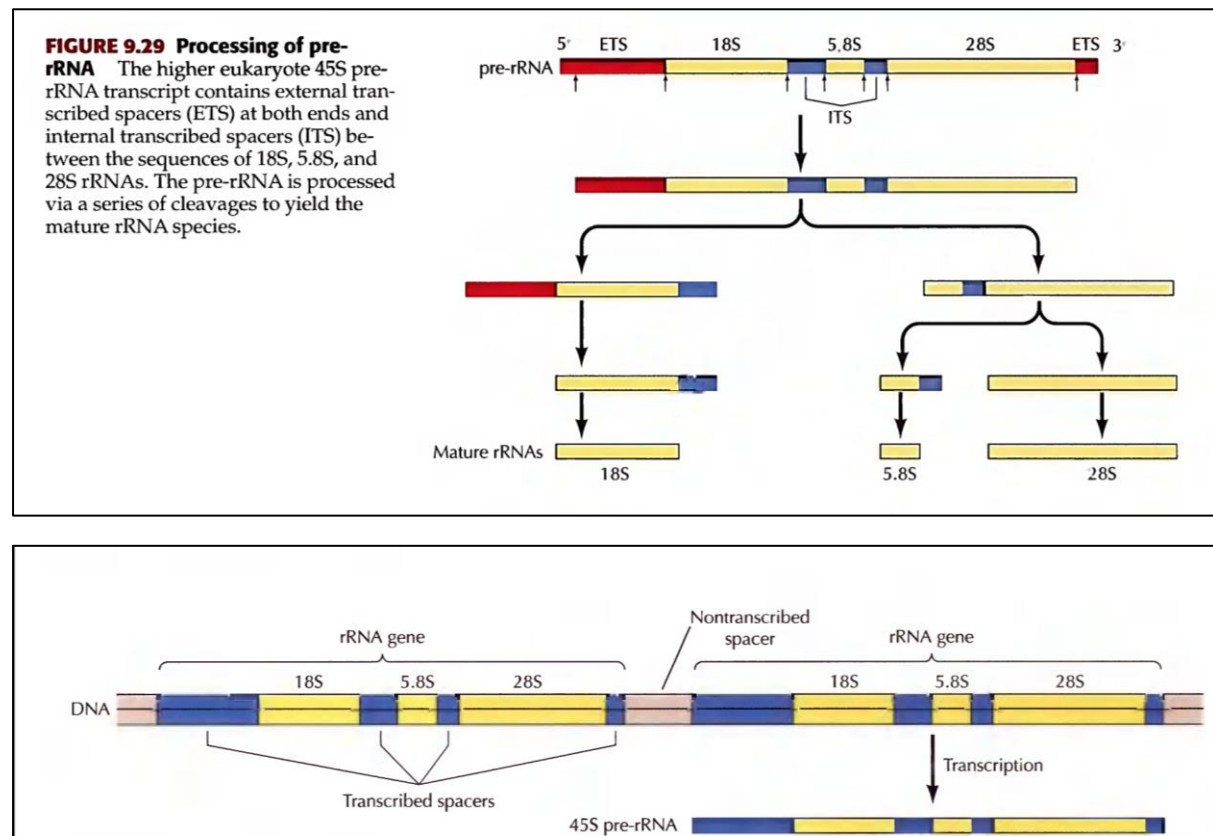 FIGURE 9.29 Processing of pre-
rRNA The higher eukaryote 45S pre-
rRNA transcript contains external tran-
scribed spacers (ETS) at both ends and
internal transcribed spacers (ITS) be-
tween the sequences of 18S, 5.8S, and
28S rRNAs. The pre-rRNA is processed
via a series of cleavages to yield the
mature rRNA species.
5′ ETS 18S 5.8S 28S ETS 3′
pre-rRNA
ITS
Mature rRNAs
18S 5.8S 28S
Nontranscribed
spacer
rRNA gene rRNA gene
18S 5.8S 28S 18S 5.8S 28S
DNA
Transcription
Transcribed spacers
45S pre-rRNA